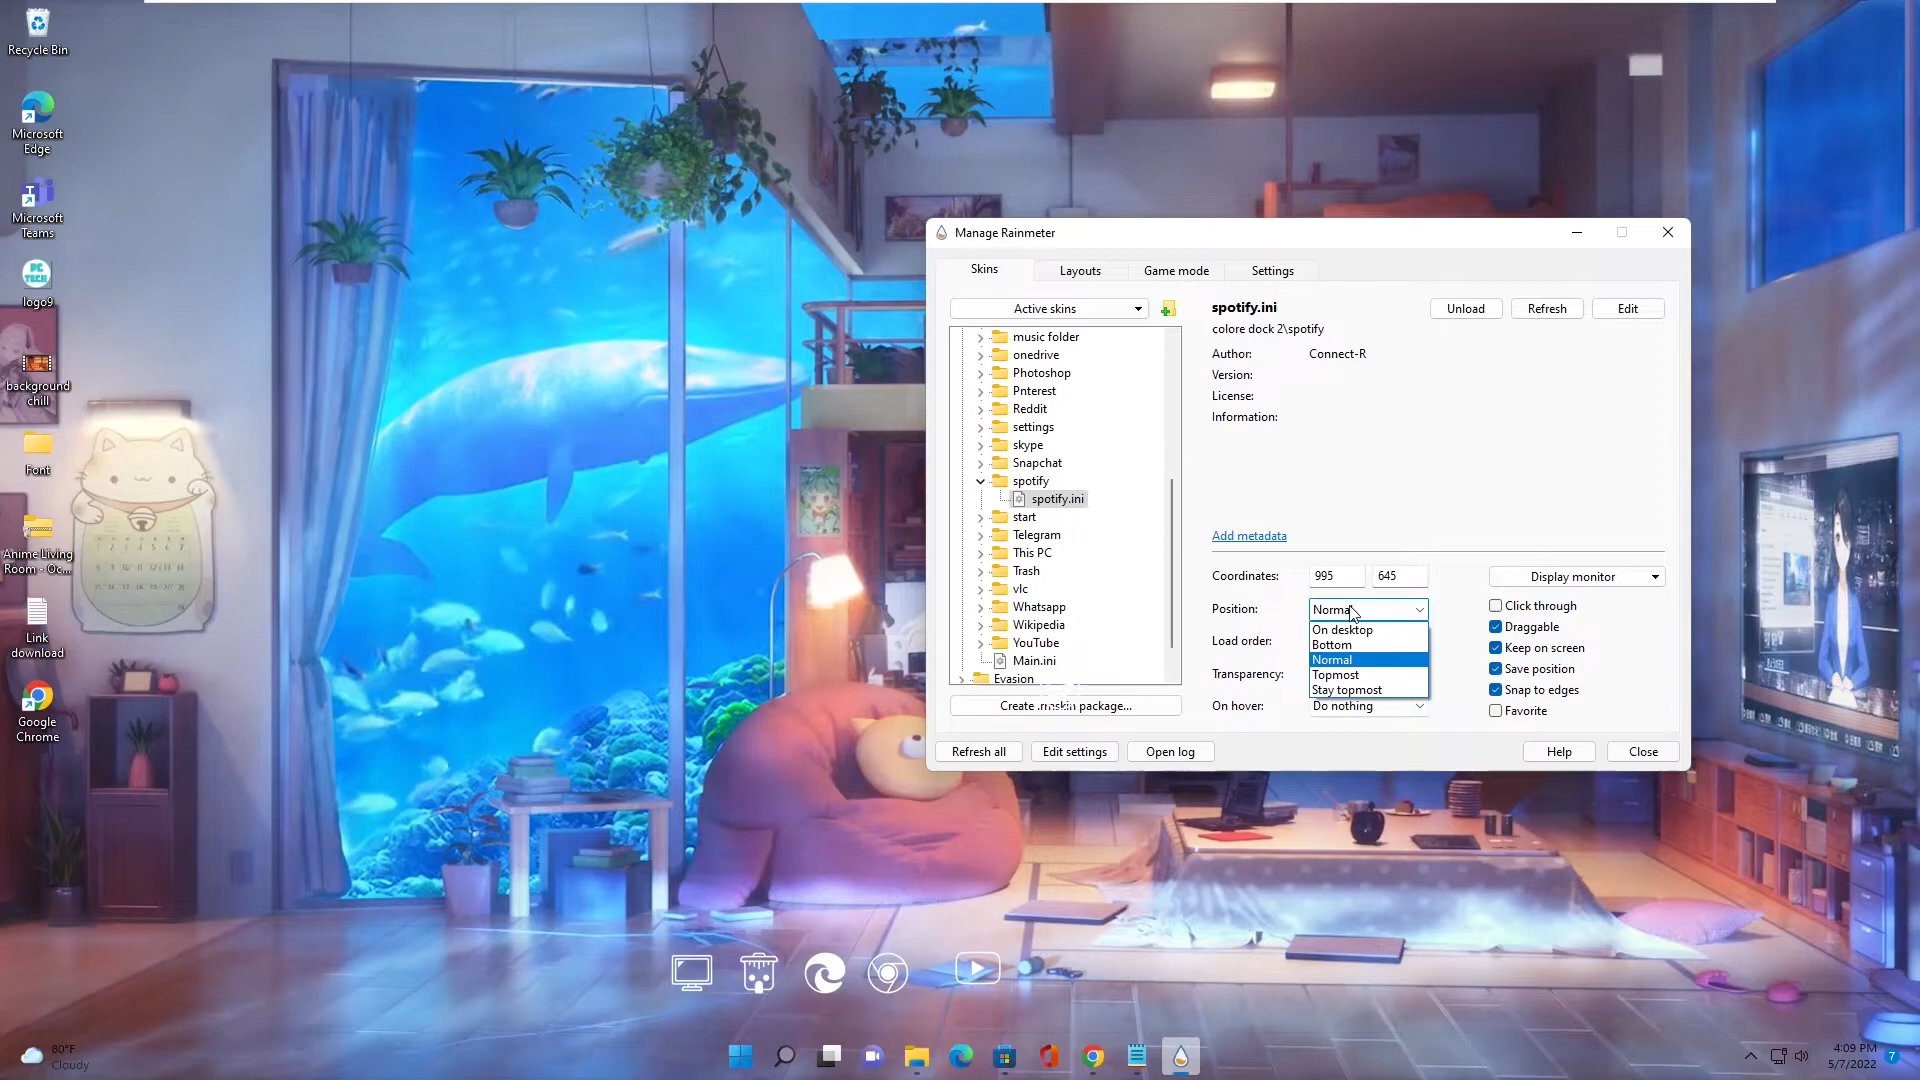 Recycle Bin
Microsoft
Edge
Microsoft
Teams
PC
TECH
logo9
background
chill
Font
Anime Living
Room - Oc...
Link
download
Google
Chrome
Manage Rainmeter
Skins
Layouts
Game mode
Settings
Active skins
music folder
onedrive
Photoshop
Pnterest
Reddit
settings
skype
Snapchat
spotify
spotify.ini
start
Telegram
This PC
Trash
vlc
Whatsapp
Wikipedia
YouTube
Main.ini
Evasion
Create .rmskin package...
spotify.ini
Unload
Refresh
Edit
colore dock 2\spotify
Author: Connect-R
Version:
License:
Information:
Add metadata
Coordinates: 995 645
Display monitor
Position: Normal
On desktop
Bottom
Normal
Topmost
Stay topmost
Load order:
Transparency:
On hover: Do nothing
Click through
Draggable
Keep on screen
Save position
Snap to edges
Favorite
Refresh all
Edit settings
Open log
Help
Close
80°F
Cloudy
4:09 PM
5/7/2022
7